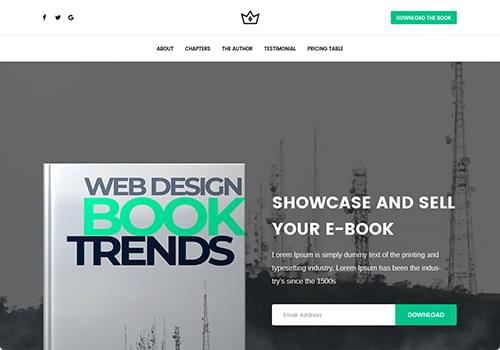 DOWNLOAD THE BOOK
ABOUT CHAPTERS THE AUTHOR TESTIMONIAL PRICING TABLE
WEB DESIGN
BOOK
TRENDS
SHOWCASE AND SELL
YOUR E-BOOK
Lorem Ipsum is simply dummy text of the printing and
typesetting industry. Lorem Ipsum has been the indus-
try's since the 1500s
Email Address DOWNLOAD